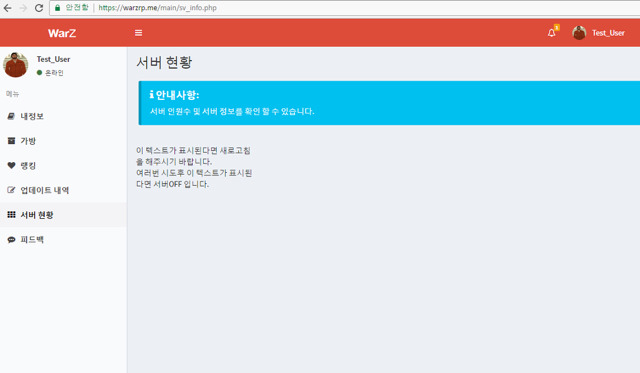 안전함 | https://warzrp.me/main/sv_info.php
WarZ
Test_User
Test_User
온라인
메뉴
내정보
가방
랭킹
업데이트 내역
서버 현황
피드백
서버 현황
안내사항:
서버 인원수 및 서버 정보를 확인 할 수 있습니다.
이 텍스트가 표시된다면 새로고침
을 해주시기 바랍니다.
여러번 시도후 이 텍스트가 표시된
다면 서버OFF 입니다.